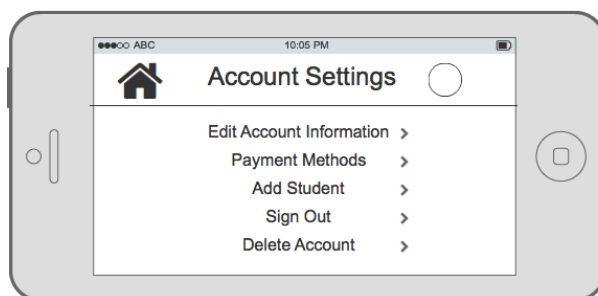 ABC 10:05 PM
Account Settings
Edit Account Information
Payment Methods
Add Student
Sign Out
Delete Account